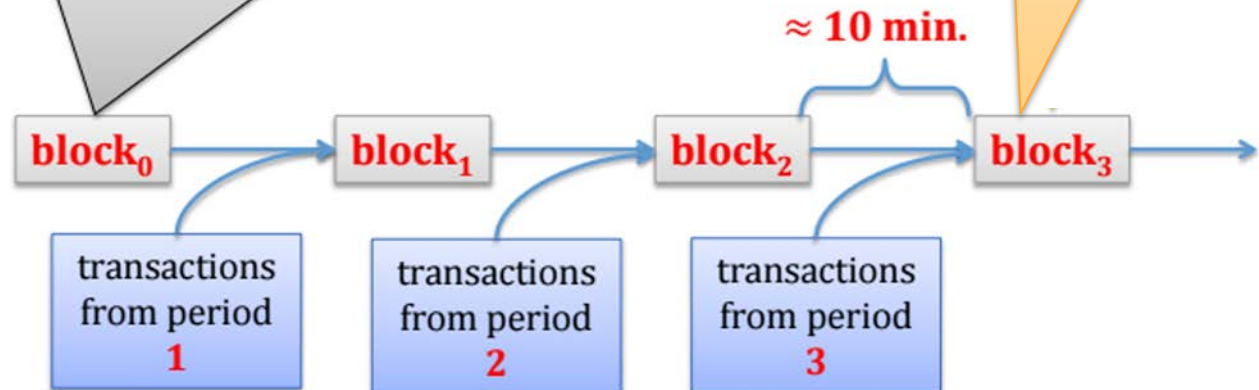 ≈ 10 min.
block₀
block₁
block₂
block₃
transactions
from period
1
transactions
from period
2
transactions
from period
3